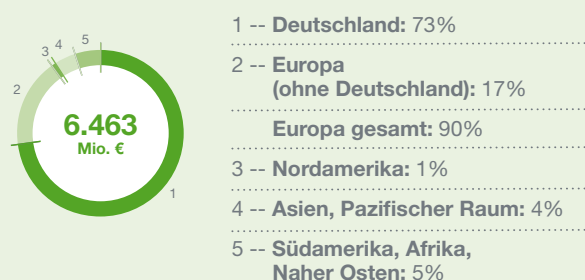 1 -- Deutschland: 73%
2 -- Europa
(ohne Deutschland): 17%
Europa gesamt: 90%
3 -- Nordamerika: 1%
4 -- Asien, Pazifischer Raum: 4%
5 -- Südamerika, Afrika,
Naher Osten: 5%
6.463
Mio. €
1
2
3
4
5